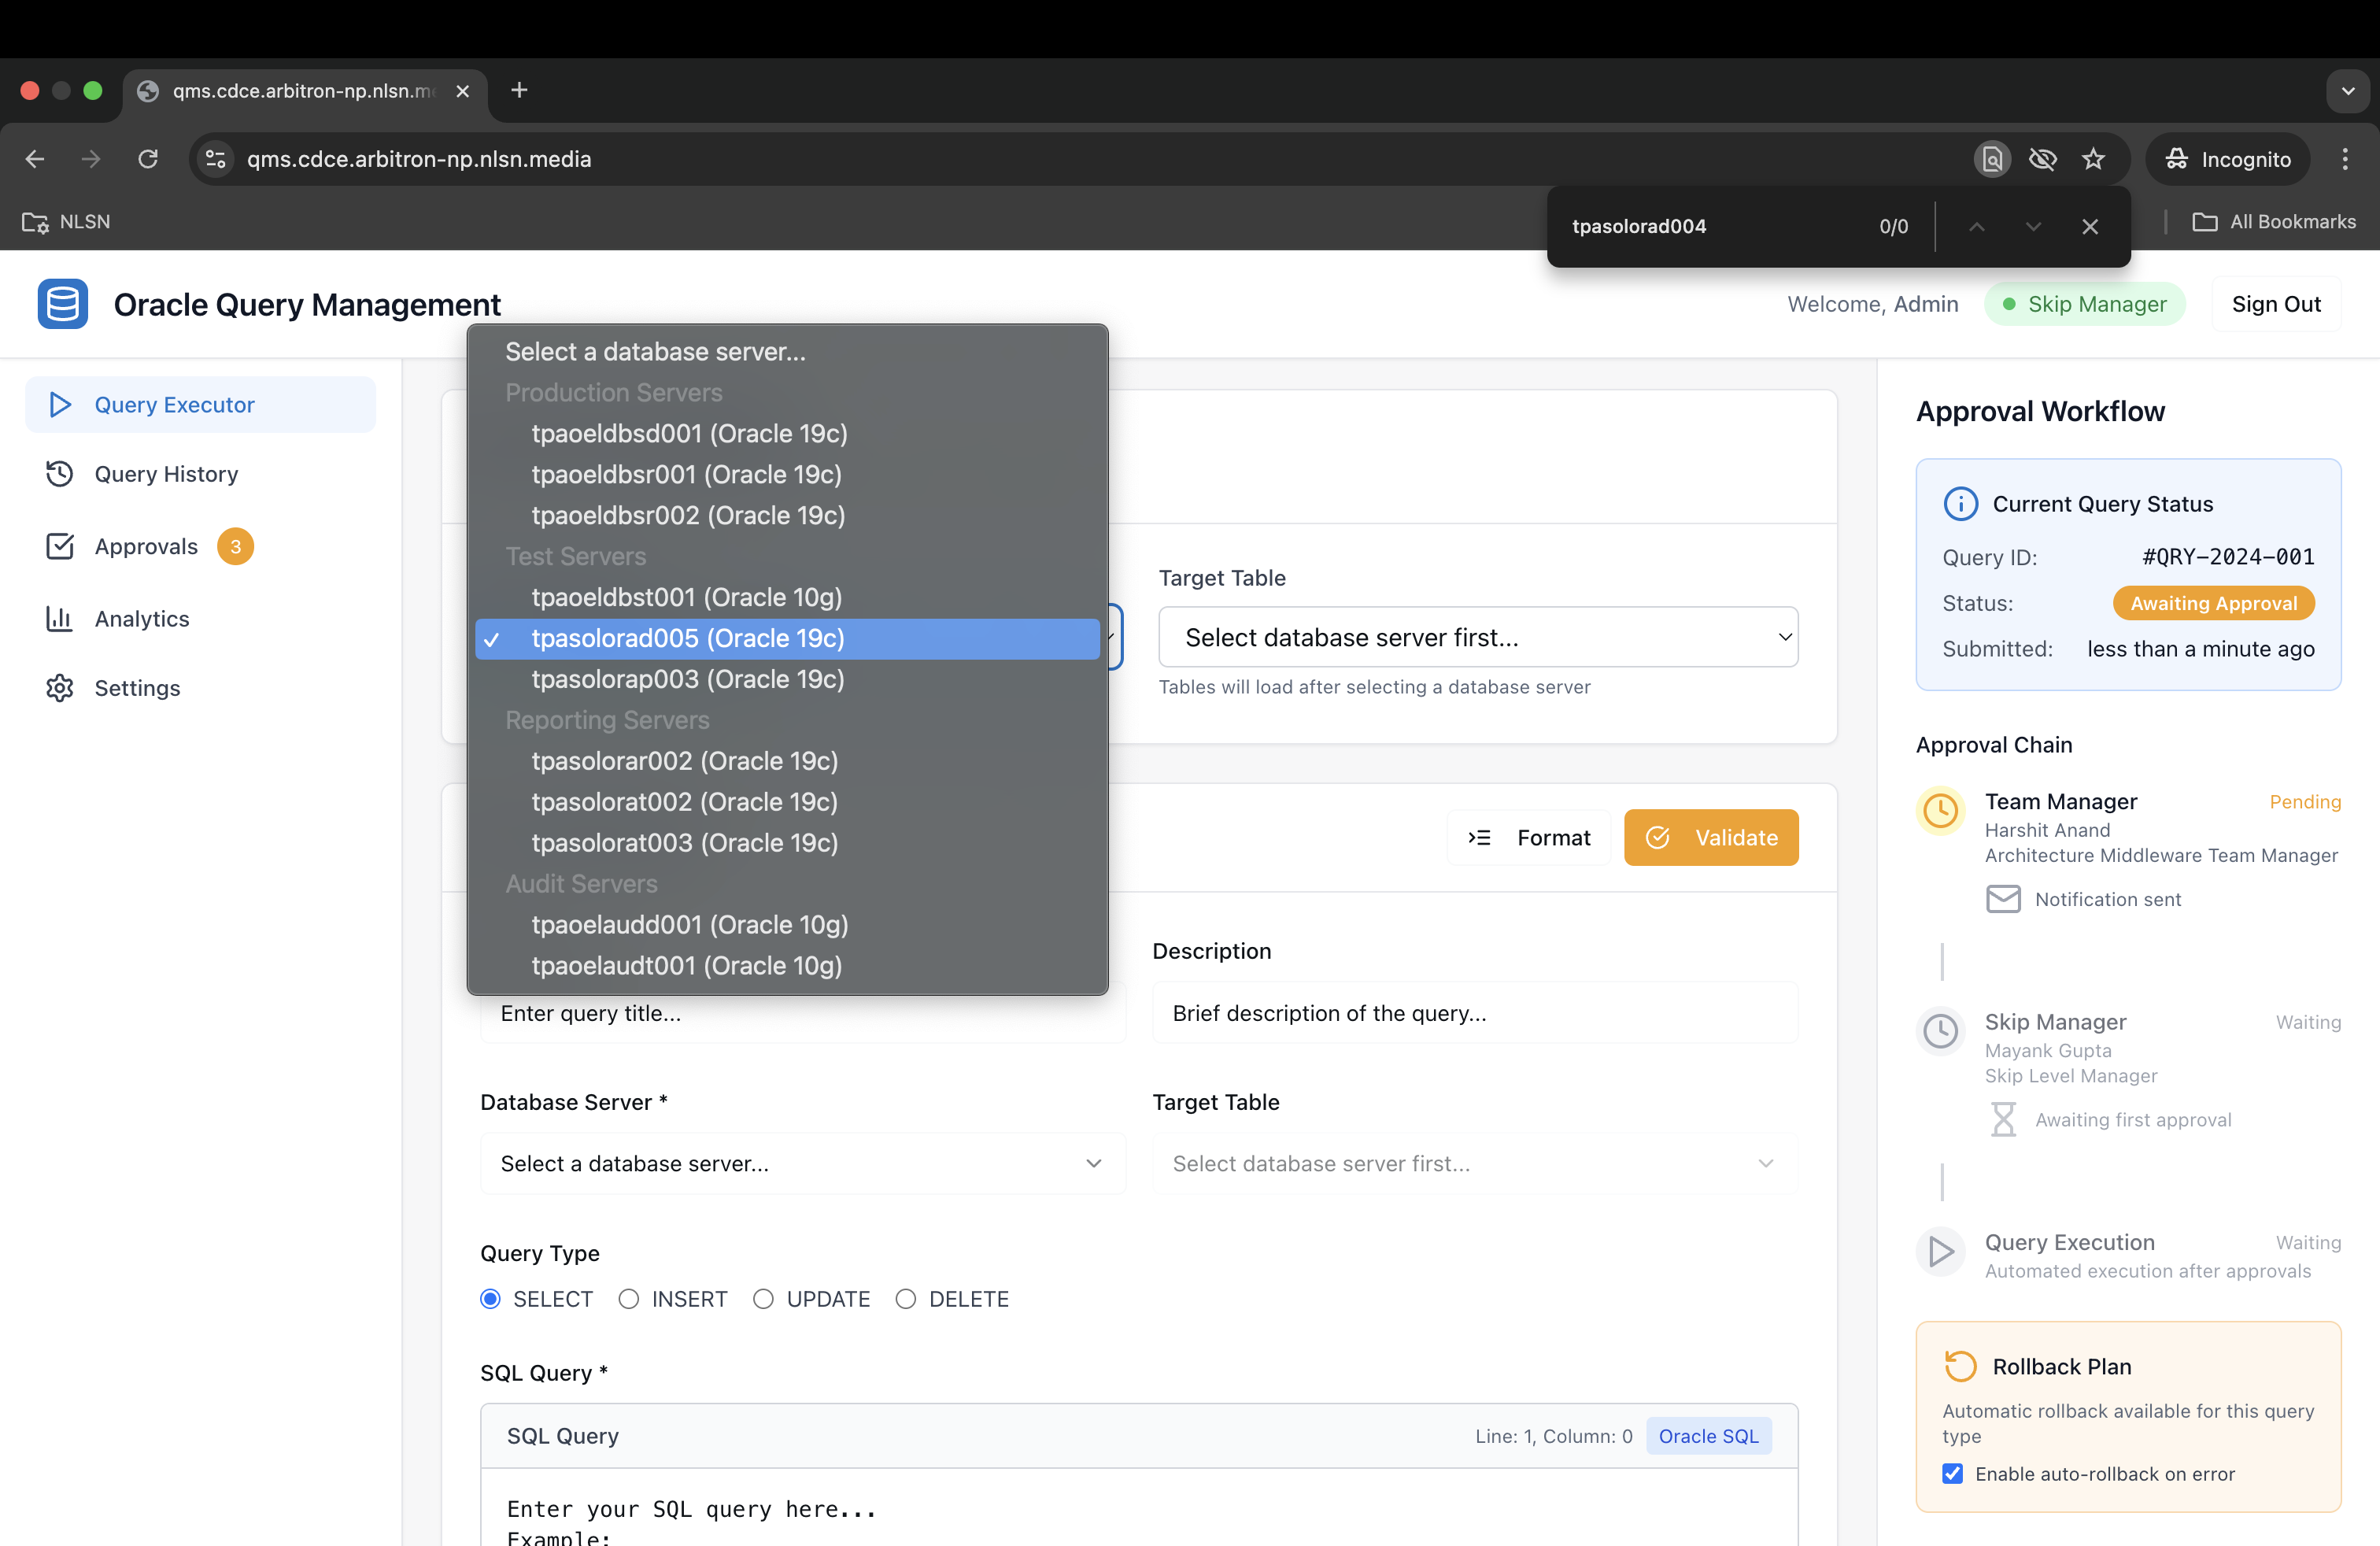 qms.cdce.arbitron-np.nlsn.me
qms.cdce.arbitron-np.nlsn.media
Incognito
NLSN
tpasolorad004
0/0
All Bookmarks
Oracle Query Management
Welcome, Admin
Skip Manager
Sign Out
Query Executor
Query History
Approvals
3
Analytics
Settings
Select a database server...
Production Servers
tpaoeldbsd001 (Oracle 19c)
tpaoeldbsr001 (Oracle 19c)
tpaoeldbsr002 (Oracle 19c)
Test Servers
tpaoeldbst001 (Oracle 10g)
tpasolorad005 (Oracle 19c)
tpasolorap003 (Oracle 19c)
Reporting Servers
tpasolorar002 (Oracle 19c)
tpasolorat002 (Oracle 19c)
tpasolorat003 (Oracle 19c)
Audit Servers
tpaoelaudd001 (Oracle 10g)
tpaoelaudt001 (Oracle 10g)
Target Table
Select database server first...
Tables will load after selecting a database server
Format
Validate
Description
Enter query title...
Brief description of the query...
Database Server *
Target Table
Select a database server...
Select database server first...
Query Type
SELECT
INSERT
UPDATE
DELETE
SQL Query *
SQL Query
Line: 1, Column: 0
Oracle SQL
Enter your SQL query here...
Example:
Approval Workflow
Current Query Status
Query ID:
#QRY-2024-001
Status:
Awaiting Approval
Submitted:
less than a minute ago
Approval Chain
Team Manager
Pending
Harshit Anand
Architecture Middleware Team Manager
Notification sent
Skip Manager
Waiting
Mayank Gupta
Skip Level Manager
Awaiting first approval
Query Execution
Waiting
Automated execution after approvals
Rollback Plan
Automatic rollback available for this query
type
Enable auto-rollback on error